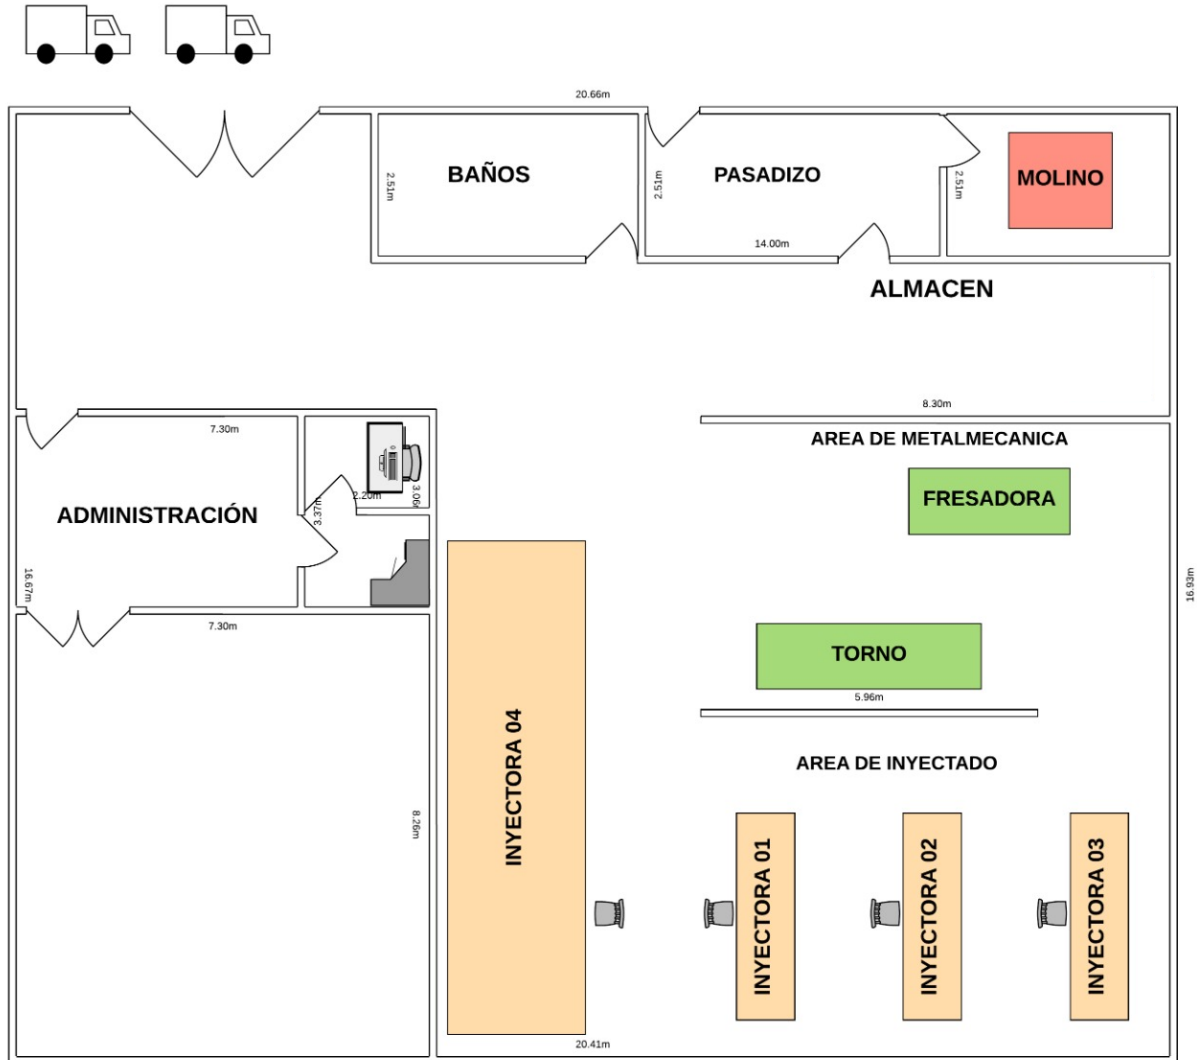 20.66m
BAÑOS
PASADIZO
MOLINO
2.51m
2.51m
2.51m
14.00m
ALMACEN
8.30m
7.30m
AREA DE METALMECANICA
FRESADORA
2.20m
3.37m
ADMINISTRACIÓN
16.67m
16.93m
7.30m
TORNO
5.96m
INYECTORA 04
AREA DE INYECTADO
8.26m
INYECTORA 01
INYECTORA 02
INYECTORA 03
20.41m